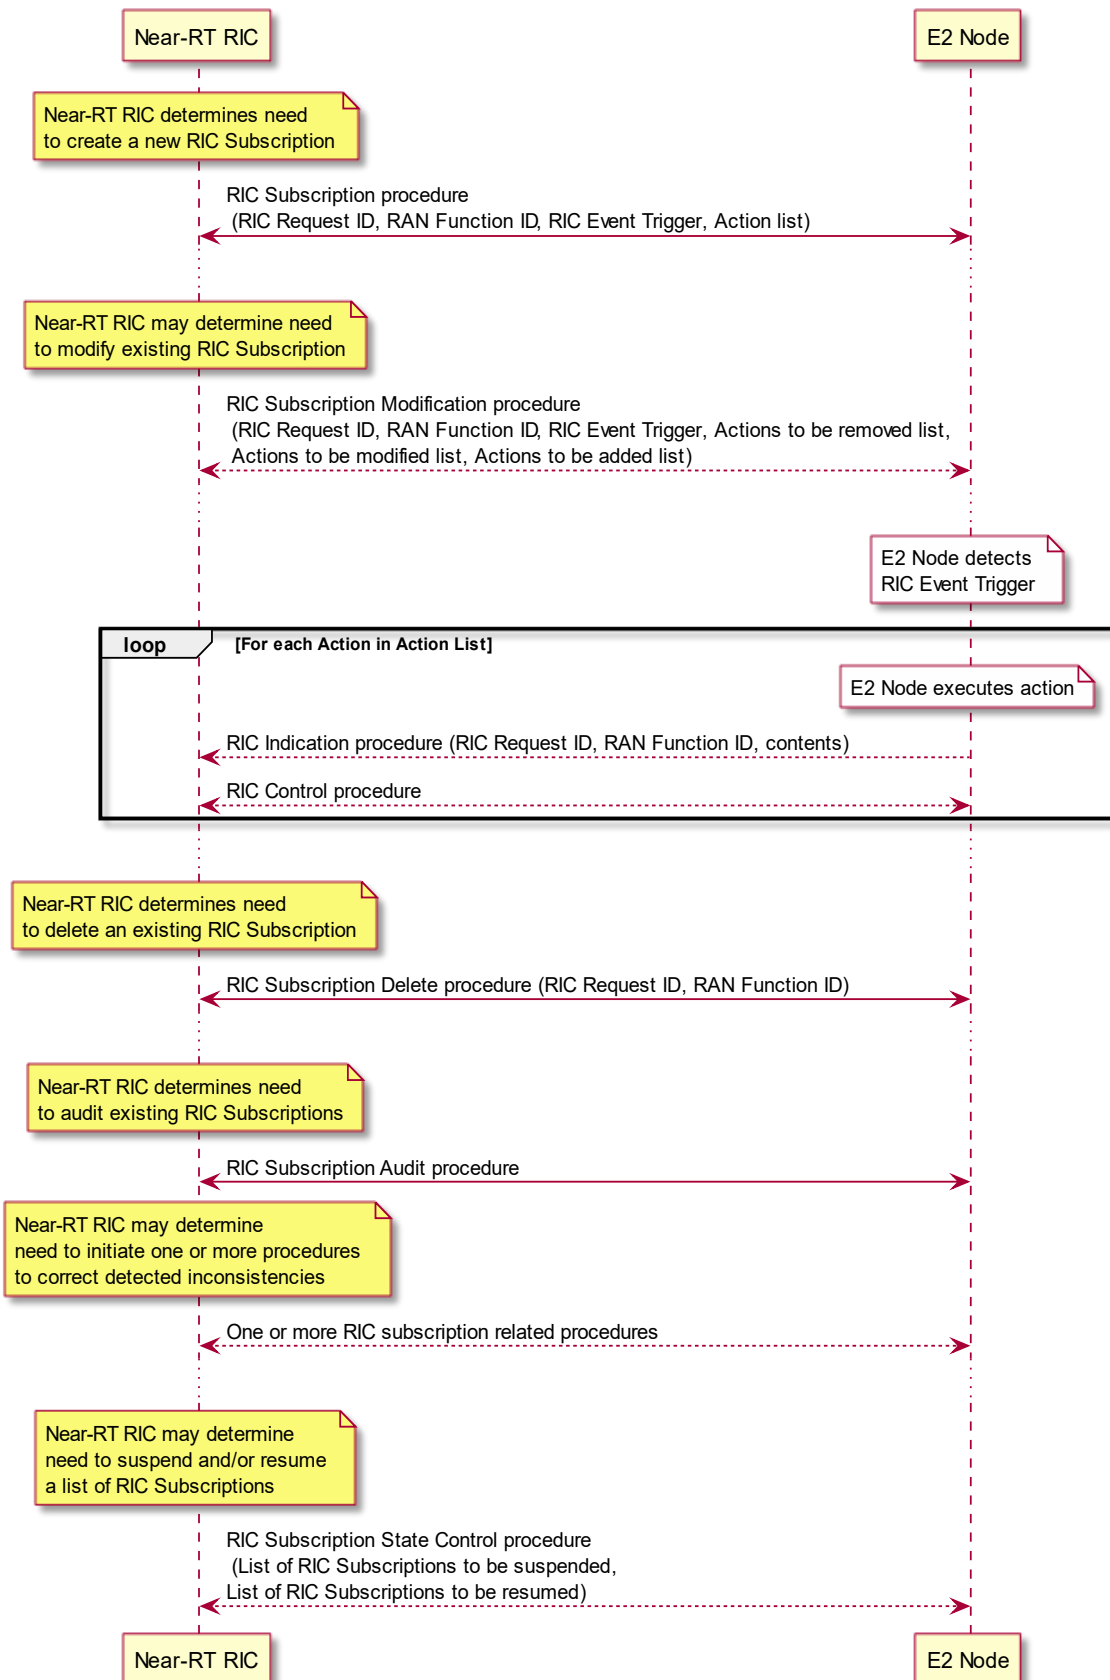 Near-RT RIC
E2 Node
Near-RT RIC determines need
to create a new RIC Subscription
RIC Subscription procedure
(RIC Request ID, RAN Function ID, RIC Event Trigger, Action list)
Near-RT RIC may determine need
to modify existing RIC Subscription
RIC Subscription Modification procedure
(RIC Request ID, RAN Function ID, RIC Event Trigger, Actions to be removed list,
Actions to be modified list, Actions to be added list)
E2 Node detects
RIC Event Trigger
loop
[For each Action in Action List]
E2 Node executes action
RIC Indication procedure (RIC Request ID, RAN Function ID, contents)
RIC Control procedure
Near-RT RIC determines need
to delete an existing RIC Subscription
RIC Subscription Delete procedure (RIC Request ID, RAN Function ID)
Near-RT RIC determines need
to audit existing RIC Subscriptions
RIC Subscription Audit procedure
Near-RT RIC may determine
need to initiate one or more procedures
to correct detected inconsistencies
One or more RIC subscription related procedures
Near-RT RIC may determine
need to suspend and/or resume
a list of RIC Subscriptions
RIC Subscription State Control procedure
(List of RIC Subscriptions to be suspended,
List of RIC Subscriptions to be resumed)
Near-RT RIC
E2 Node